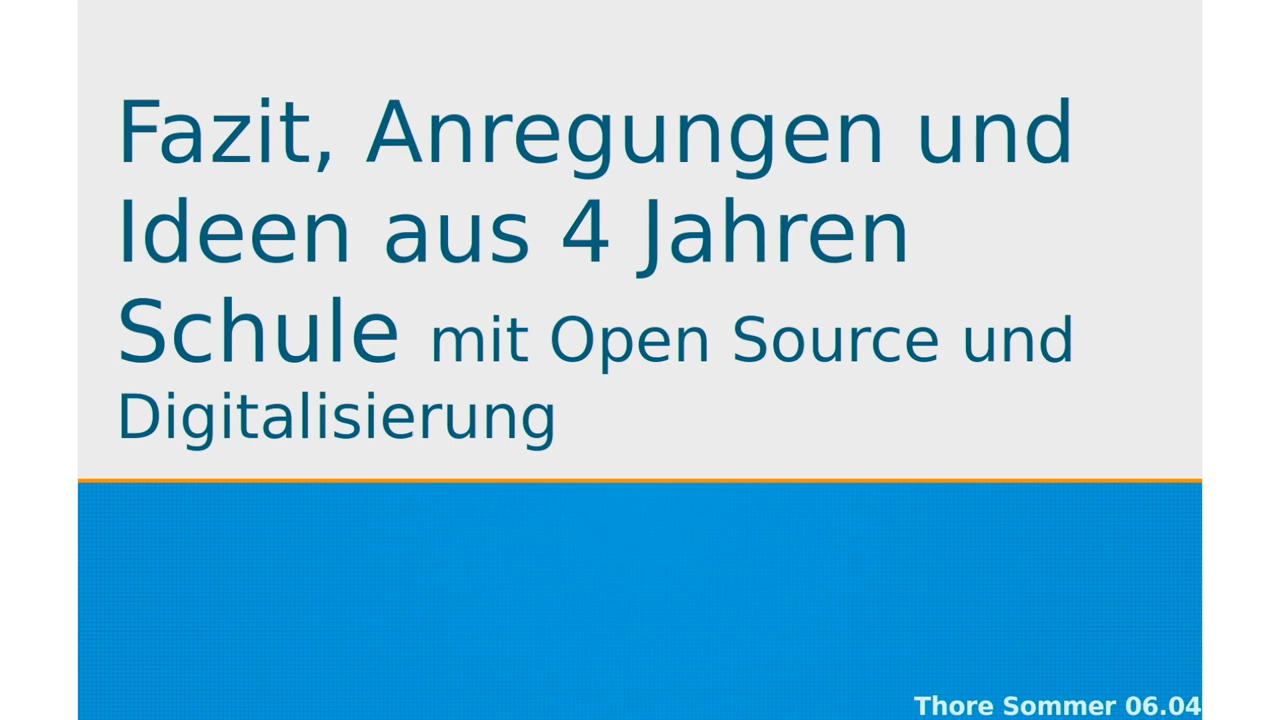 Fazit, Anregungen und
Ideen aus 4 Jahren
Schule mit Open Source und
Digitalisierung
Thore Sommer 06.04